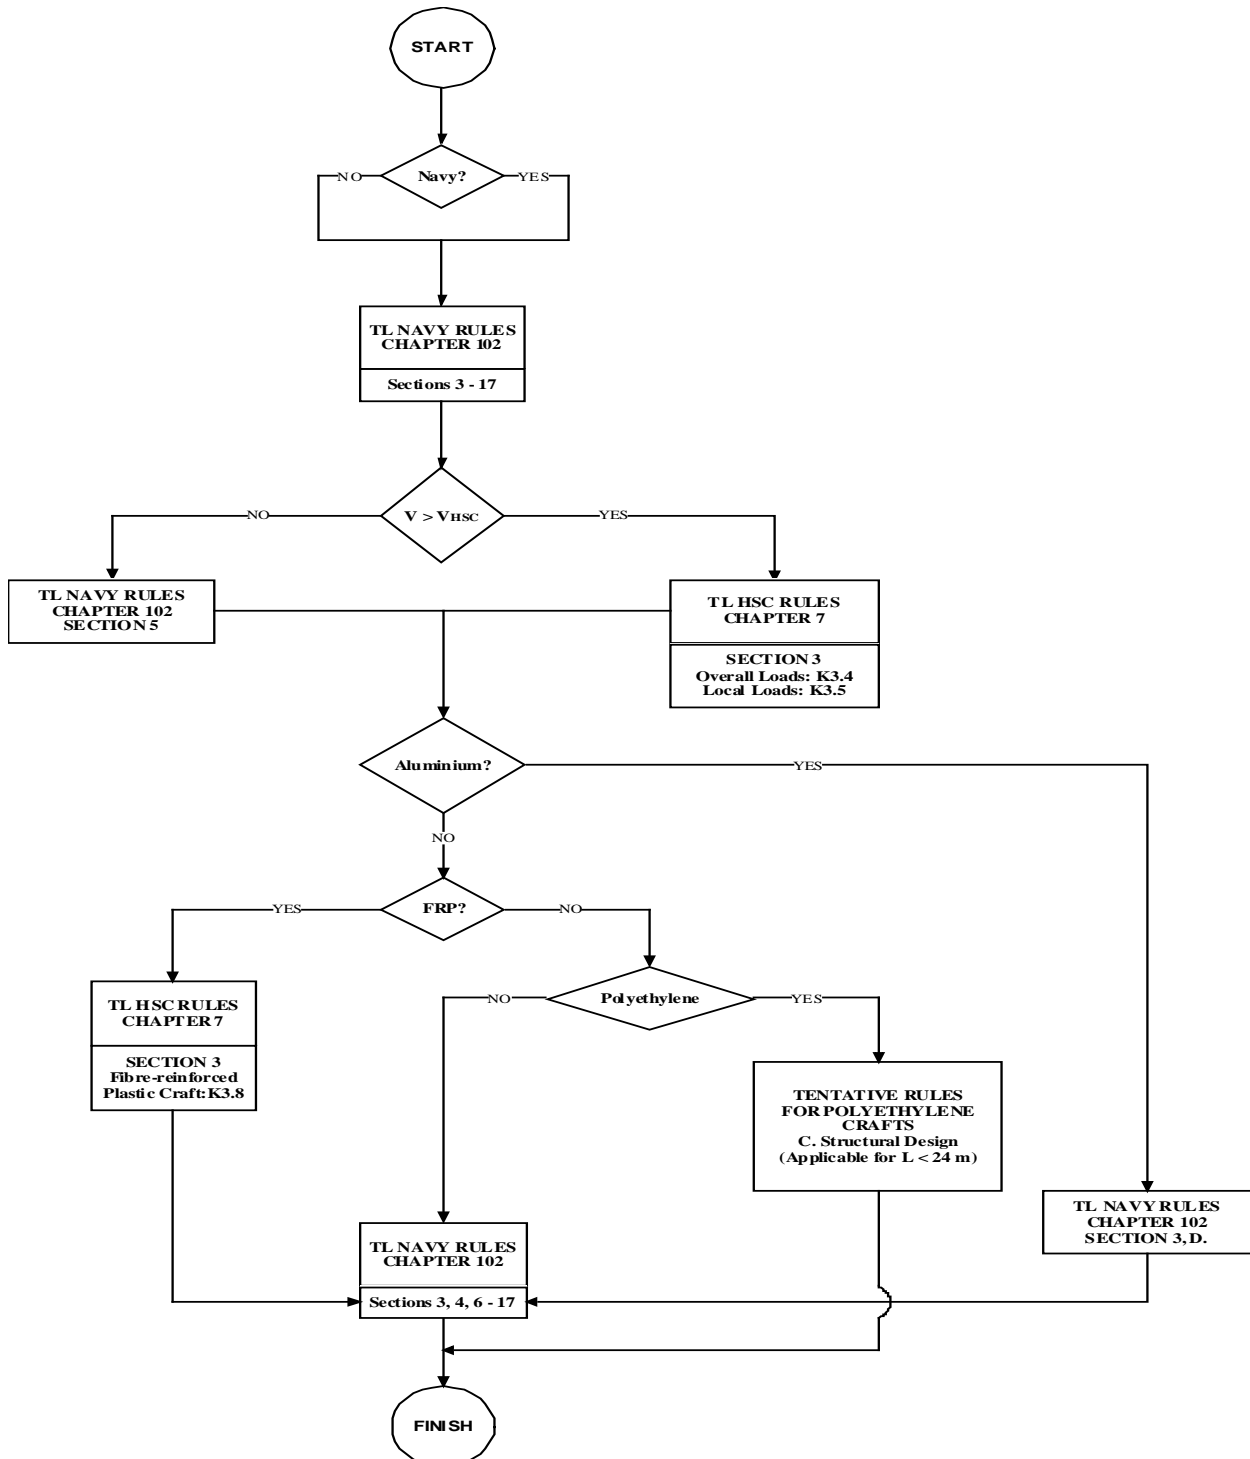 START
NO
Navy?
YES
TL NAVY RULES
CHAPTER 102
Sections 3 - 17
NO
V > VHSC
YES
TL NAVY RULES
CHAPTER 102
SECTION 5
TL HSC RULES
CHAPTER 7
SECTION 3
Overall Loads: K3.4
Local Loads: K3.5
Aluminium?
YES
NO
YES
FRP?
NO
TL HSC RULES
CHAPTER 7
SECTION 3
Fibre-reinforced
Plastic Craft: K3.8
NO
Polyethylene
YES
TENTATIVE RULES
FOR POLYETHYLENE
CRAFTS
C. Structural Design
(Applicable for L < 24 m)
TL NAVY RULES
CHAPTER 102
SECTION 3, D.
TL NAVY RULES
CHAPTER 102
Sections 3, 4, 6 - 17
FINISH